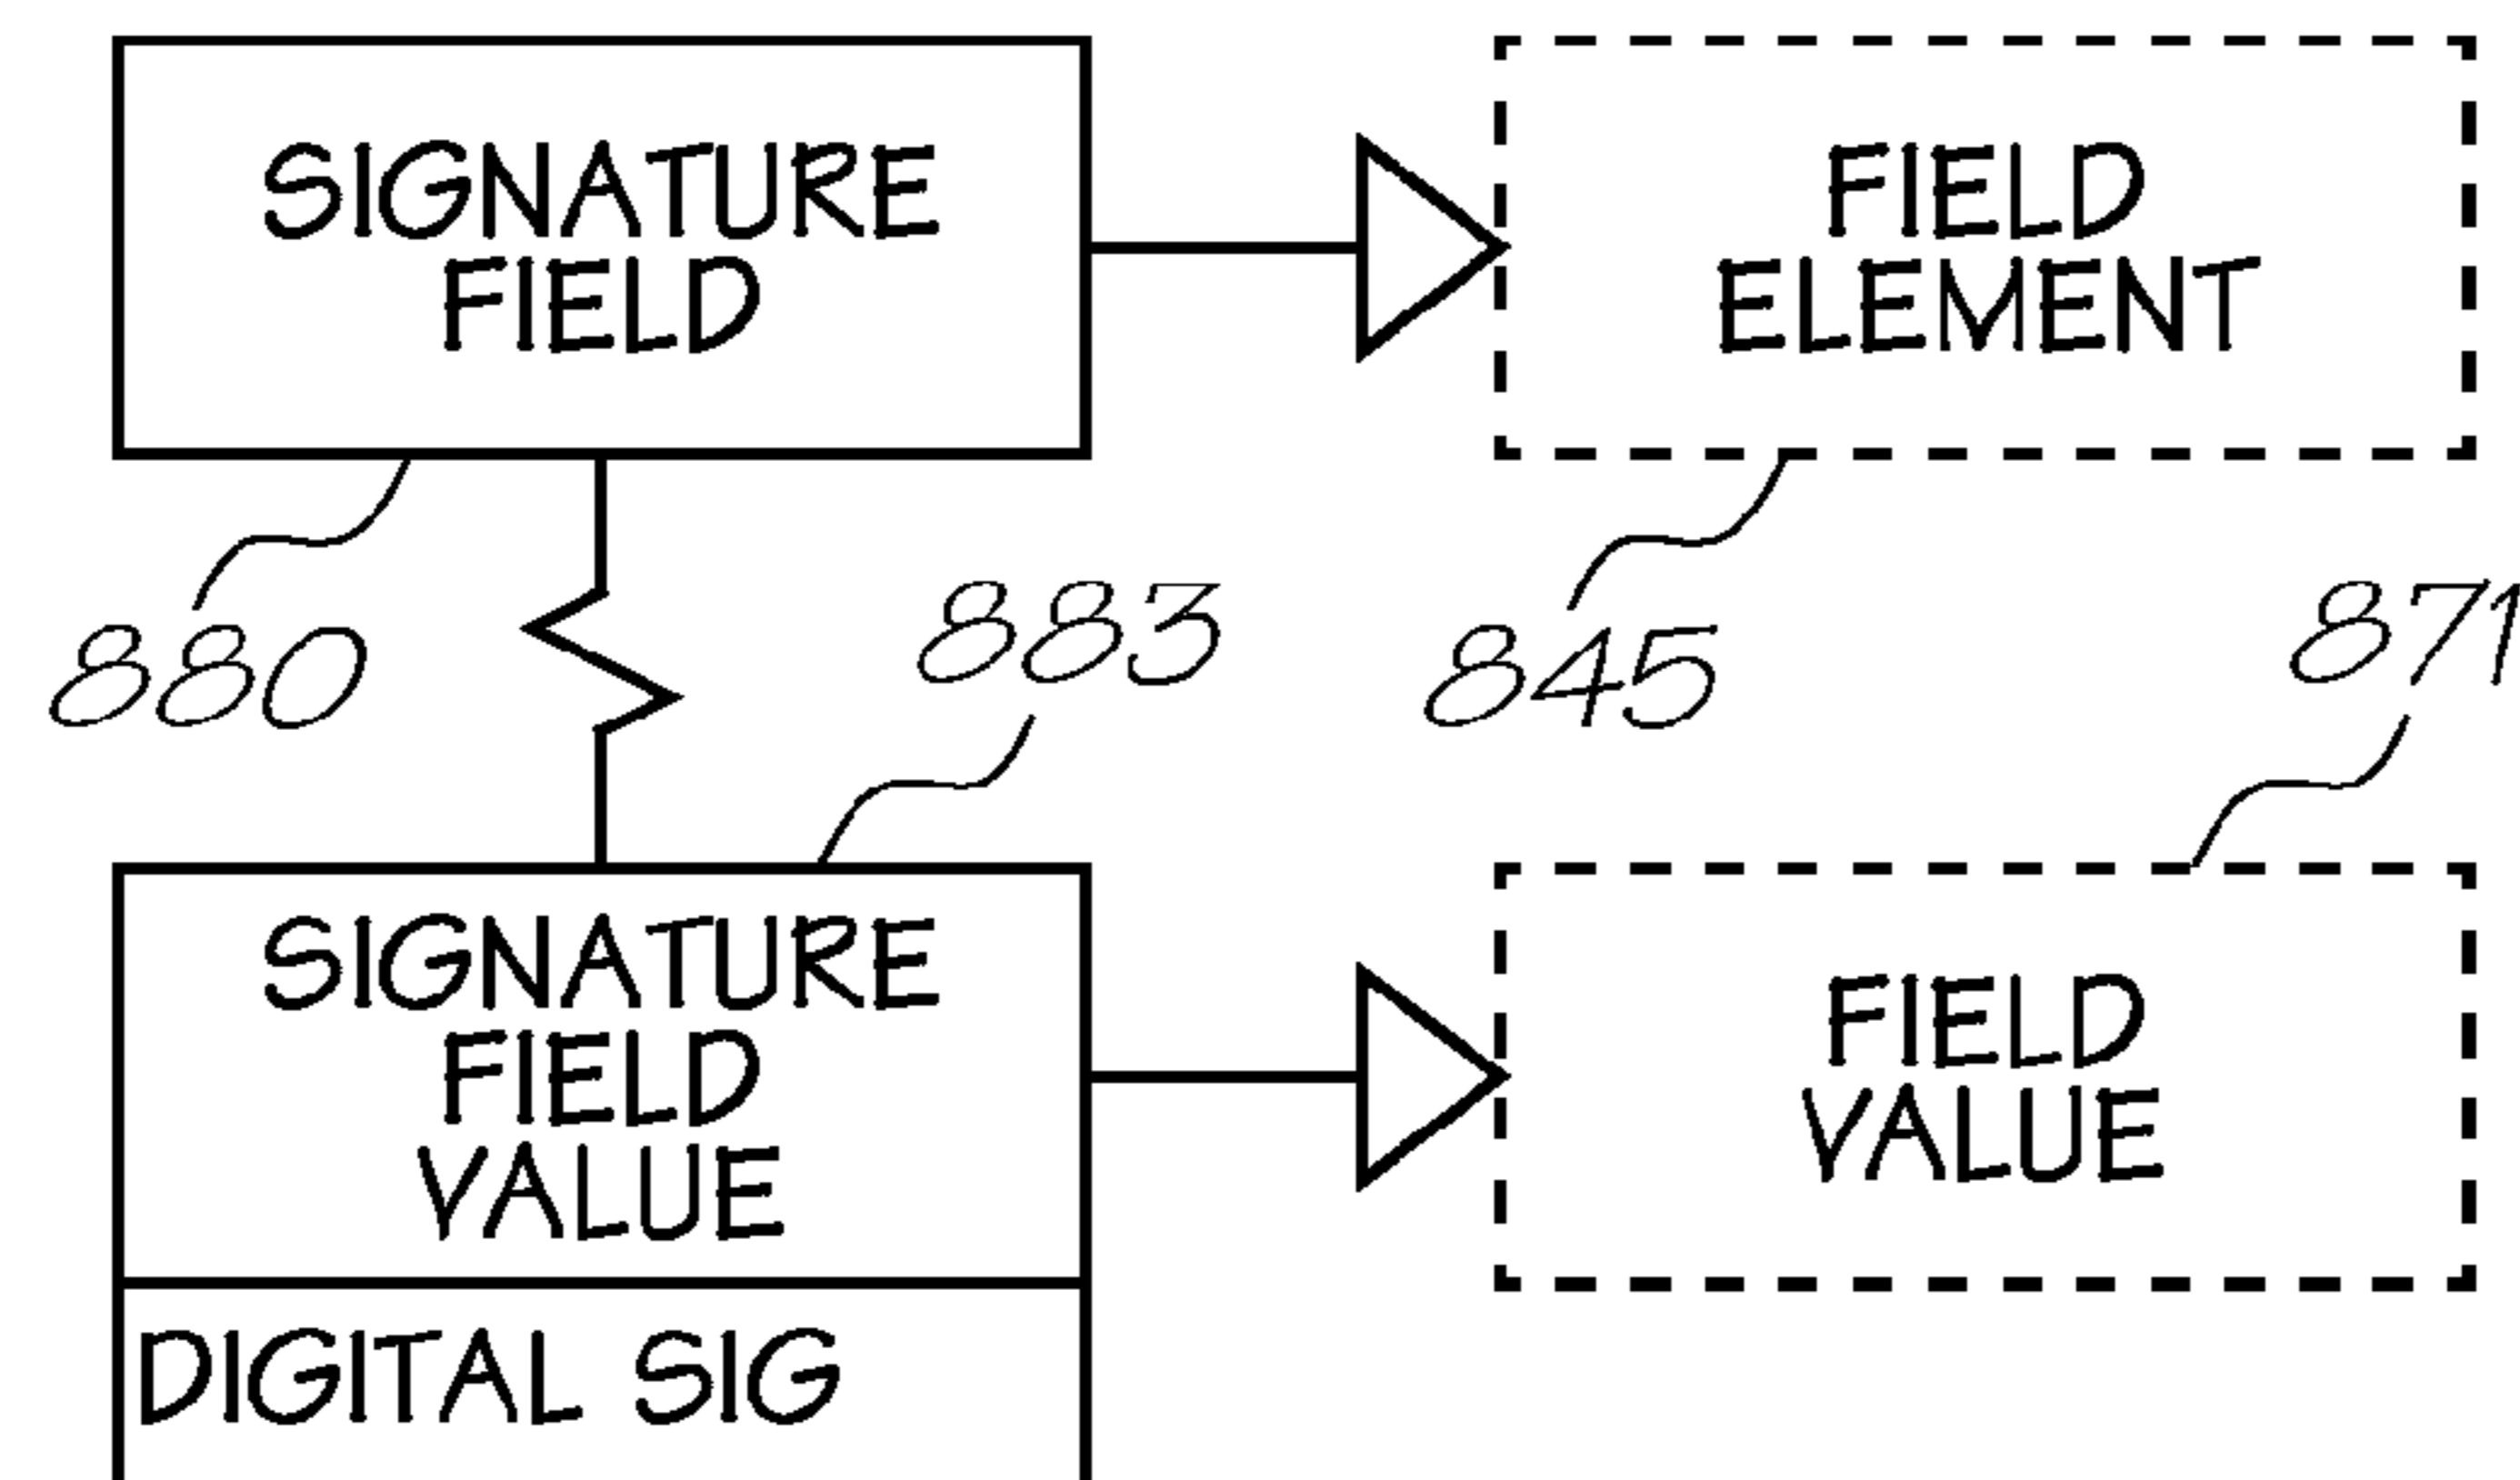 SIGNATURE
FIELD
FIELD
ELEMENT
880
883
845
871
SIGNATURE
FIELD
VALUE
FIELD
VALUE
DIGITAL SIG